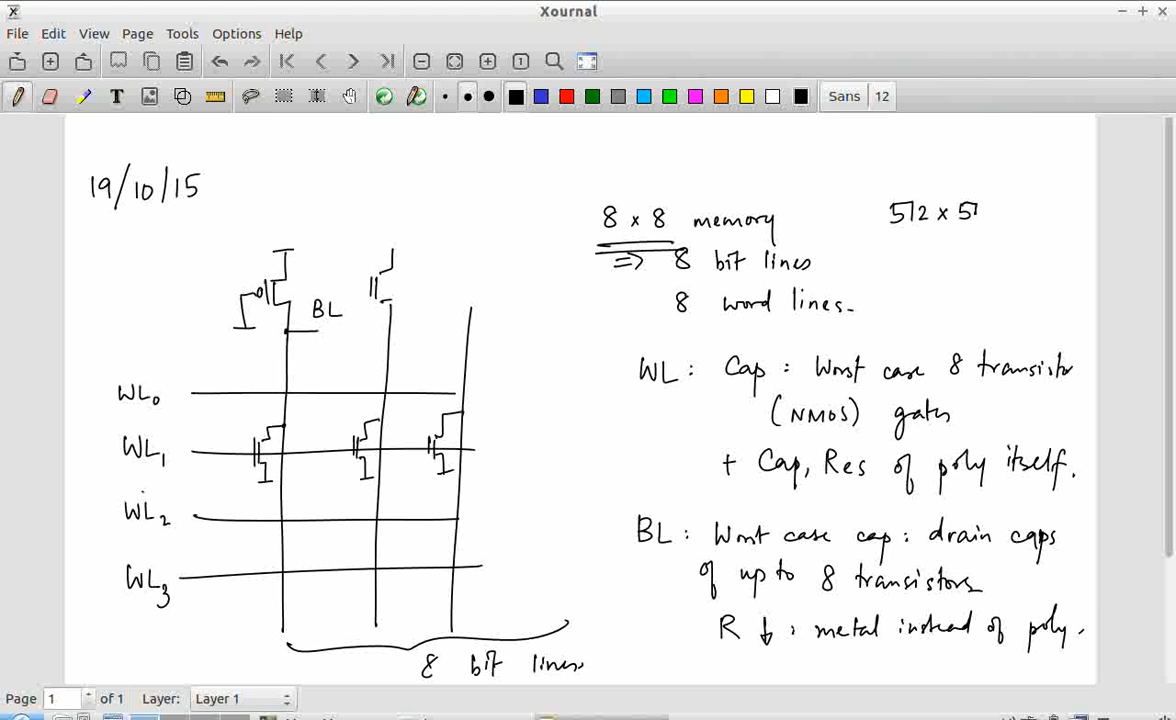 Xournal
File Edit View Page Tools Options Help
Sans 12
19/10/15
8 x 8 memory
=> 8 bit lines
8 word lines.
512 x 51
BL
WL0
WL1
WL2
WL3
8 bit lines
WL : Cap : Worst case 8 transistor
(NMOS) gates
+ Cap, Res of poly itself.
BL : Worst case cap : drain caps
of up to 8 transistors
R ↓ : metal instead of poly.
Page 1 of 1 Layer: Layer 1